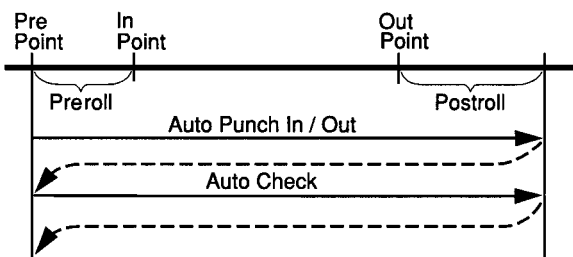 Pre
Point
In
Point
Out
Point
Preroll
Postroll
Auto Punch In / Out
Auto Check